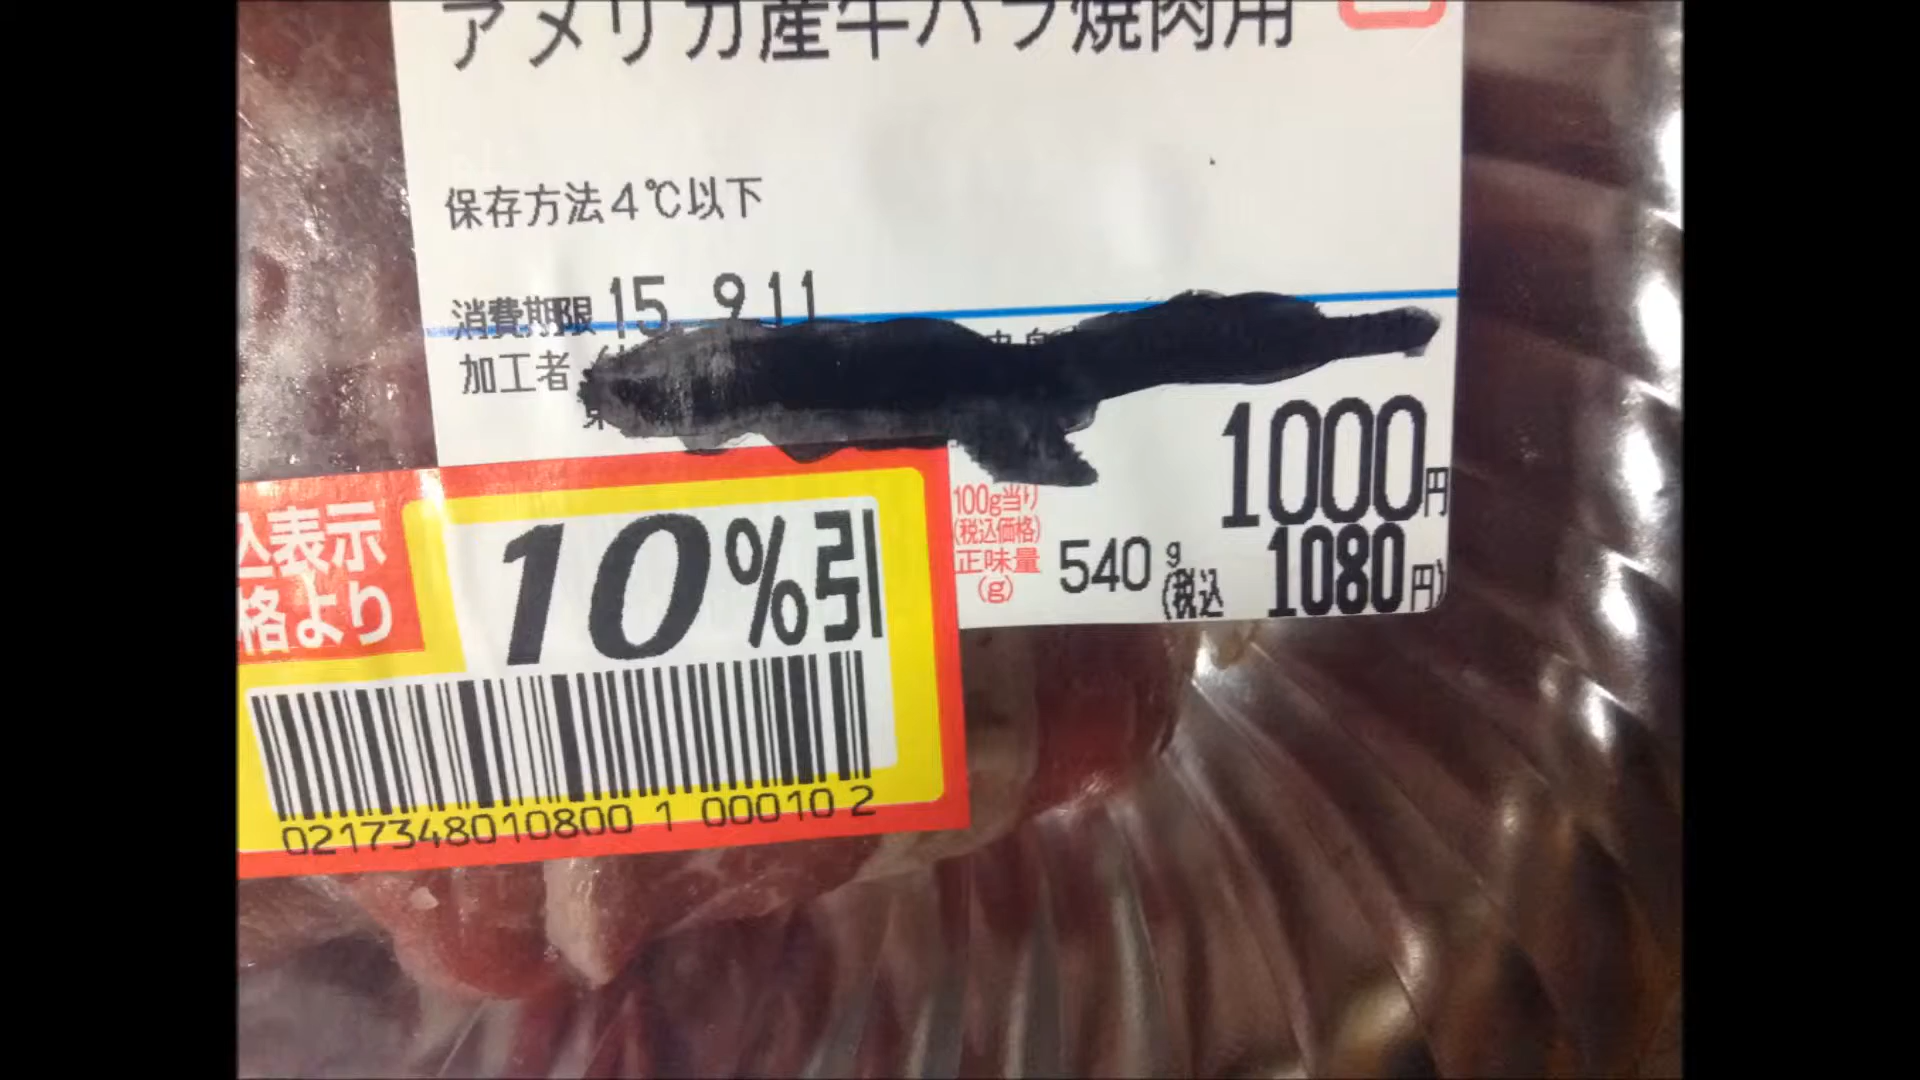 アメリカ産牛バラ焼肉用
保存方法4℃以下
消費期限 15. 9.11
加工者
1000円
100g当り
(税込価格)
正味量
(g)
540g
(税込 1080円)
込表示
格より
10%引
0217348010800 1 00010 2